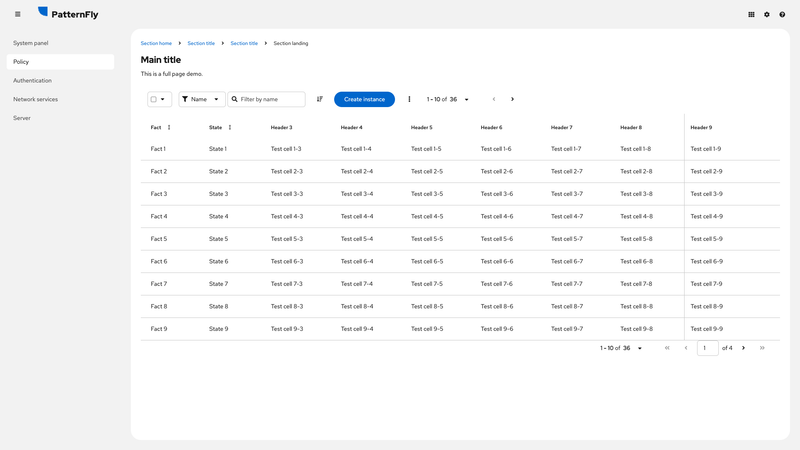 PatternFly
System panel
Policy
Authentication
Network services
Server
Section home Section title Section title Section landing
Main title
This is a full page demo.
Name Filter by name Create instance 1 - 10 of 36
Fact State Header 3 Header 4 Header 5 Header 6 Header 7 Header 8 Header 9
Fact 1 State 1 Test cell 1-3 Test cell 1-4 Test cell 1-5 Test cell 1-6 Test cell 1-7 Test cell 1-8 Test cell 1-9
Fact 2 State 2 Test cell 2-3 Test cell 2-4 Test cell 2-5 Test cell 2-6 Test cell 2-7 Test cell 2-8 Test cell 2-9
Fact 3 State 3 Test cell 3-3 Test cell 3-4 Test cell 3-5 Test cell 3-6 Test cell 3-7 Test cell 3-8 Test cell 3-9
Fact 4 State 4 Test cell 4-3 Test cell 4-4 Test cell 4-5 Test cell 4-6 Test cell 4-7 Test cell 4-8 Test cell 4-9
Fact 5 State 5 Test cell 5-3 Test cell 5-4 Test cell 5-5 Test cell 5-6 Test cell 5-7 Test cell 5-8 Test cell 5-9
Fact 6 State 6 Test cell 6-3 Test cell 6-4 Test cell 6-5 Test cell 6-6 Test cell 6-7 Test cell 6-8 Test cell 6-9
Fact 7 State 7 Test cell 7-3 Test cell 7-4 Test cell 7-5 Test cell 7-6 Test cell 7-7 Test cell 7-8 Test cell 7-9
Fact 8 State 8 Test cell 8-3 Test cell 8-4 Test cell 8-5 Test cell 8-6 Test cell 8-7 Test cell 8-8 Test cell 8-9
Fact 9 State 9 Test cell 9-3 Test cell 9-4 Test cell 9-5 Test cell 9-6 Test cell 9-7 Test cell 9-8 Test cell 9-9
1 - 10 of 36 1 of 4